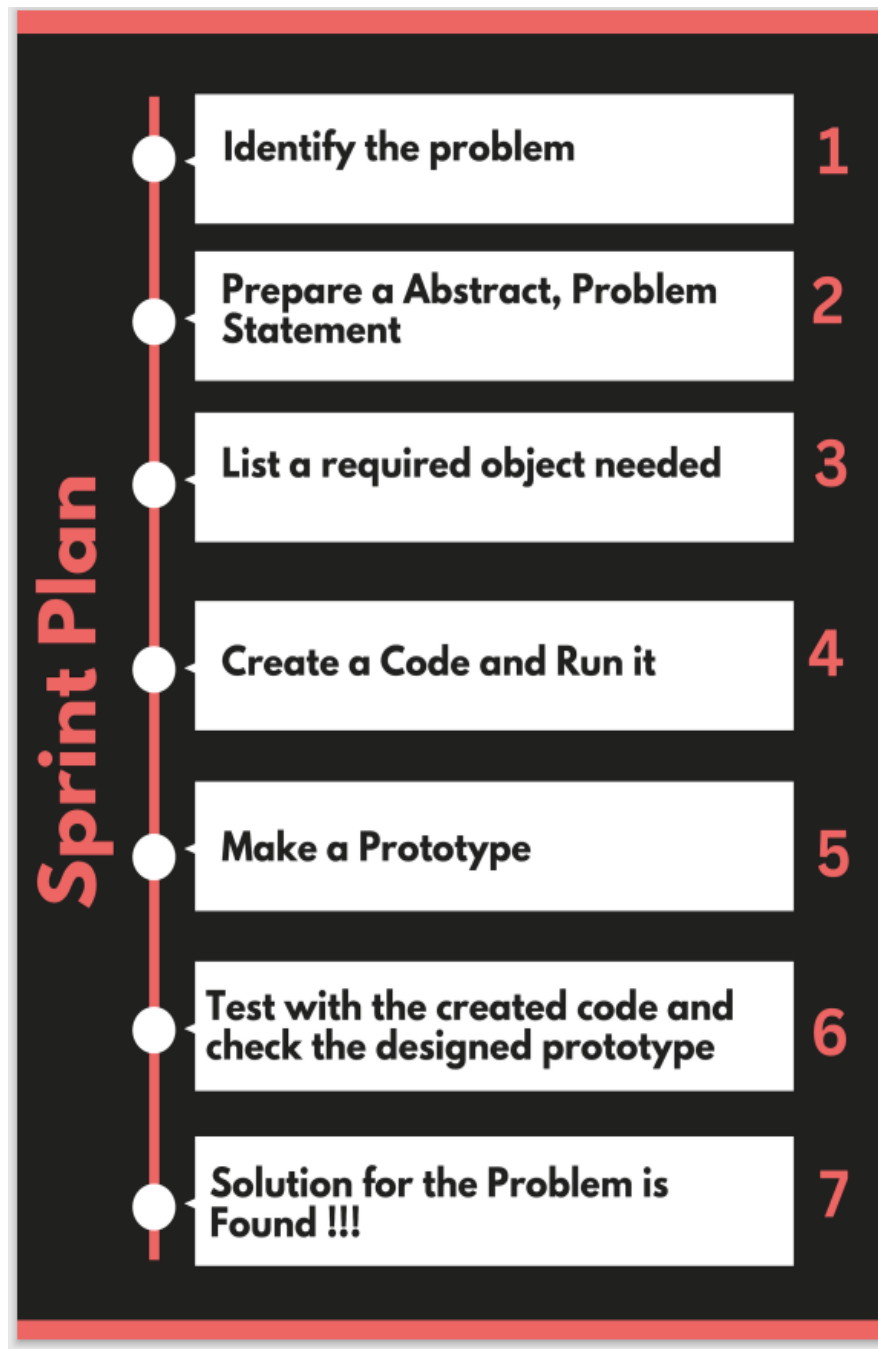 Sprint Plan
Identify the problem
1
Prepare a Abstract, Problem
Statement
2
List a required object needed
3
Create a Code and Run it
4
Make a Prototype
5
Test with the created code and
check the designed prototype
6
Solution for the Problem is
Found !!!
7